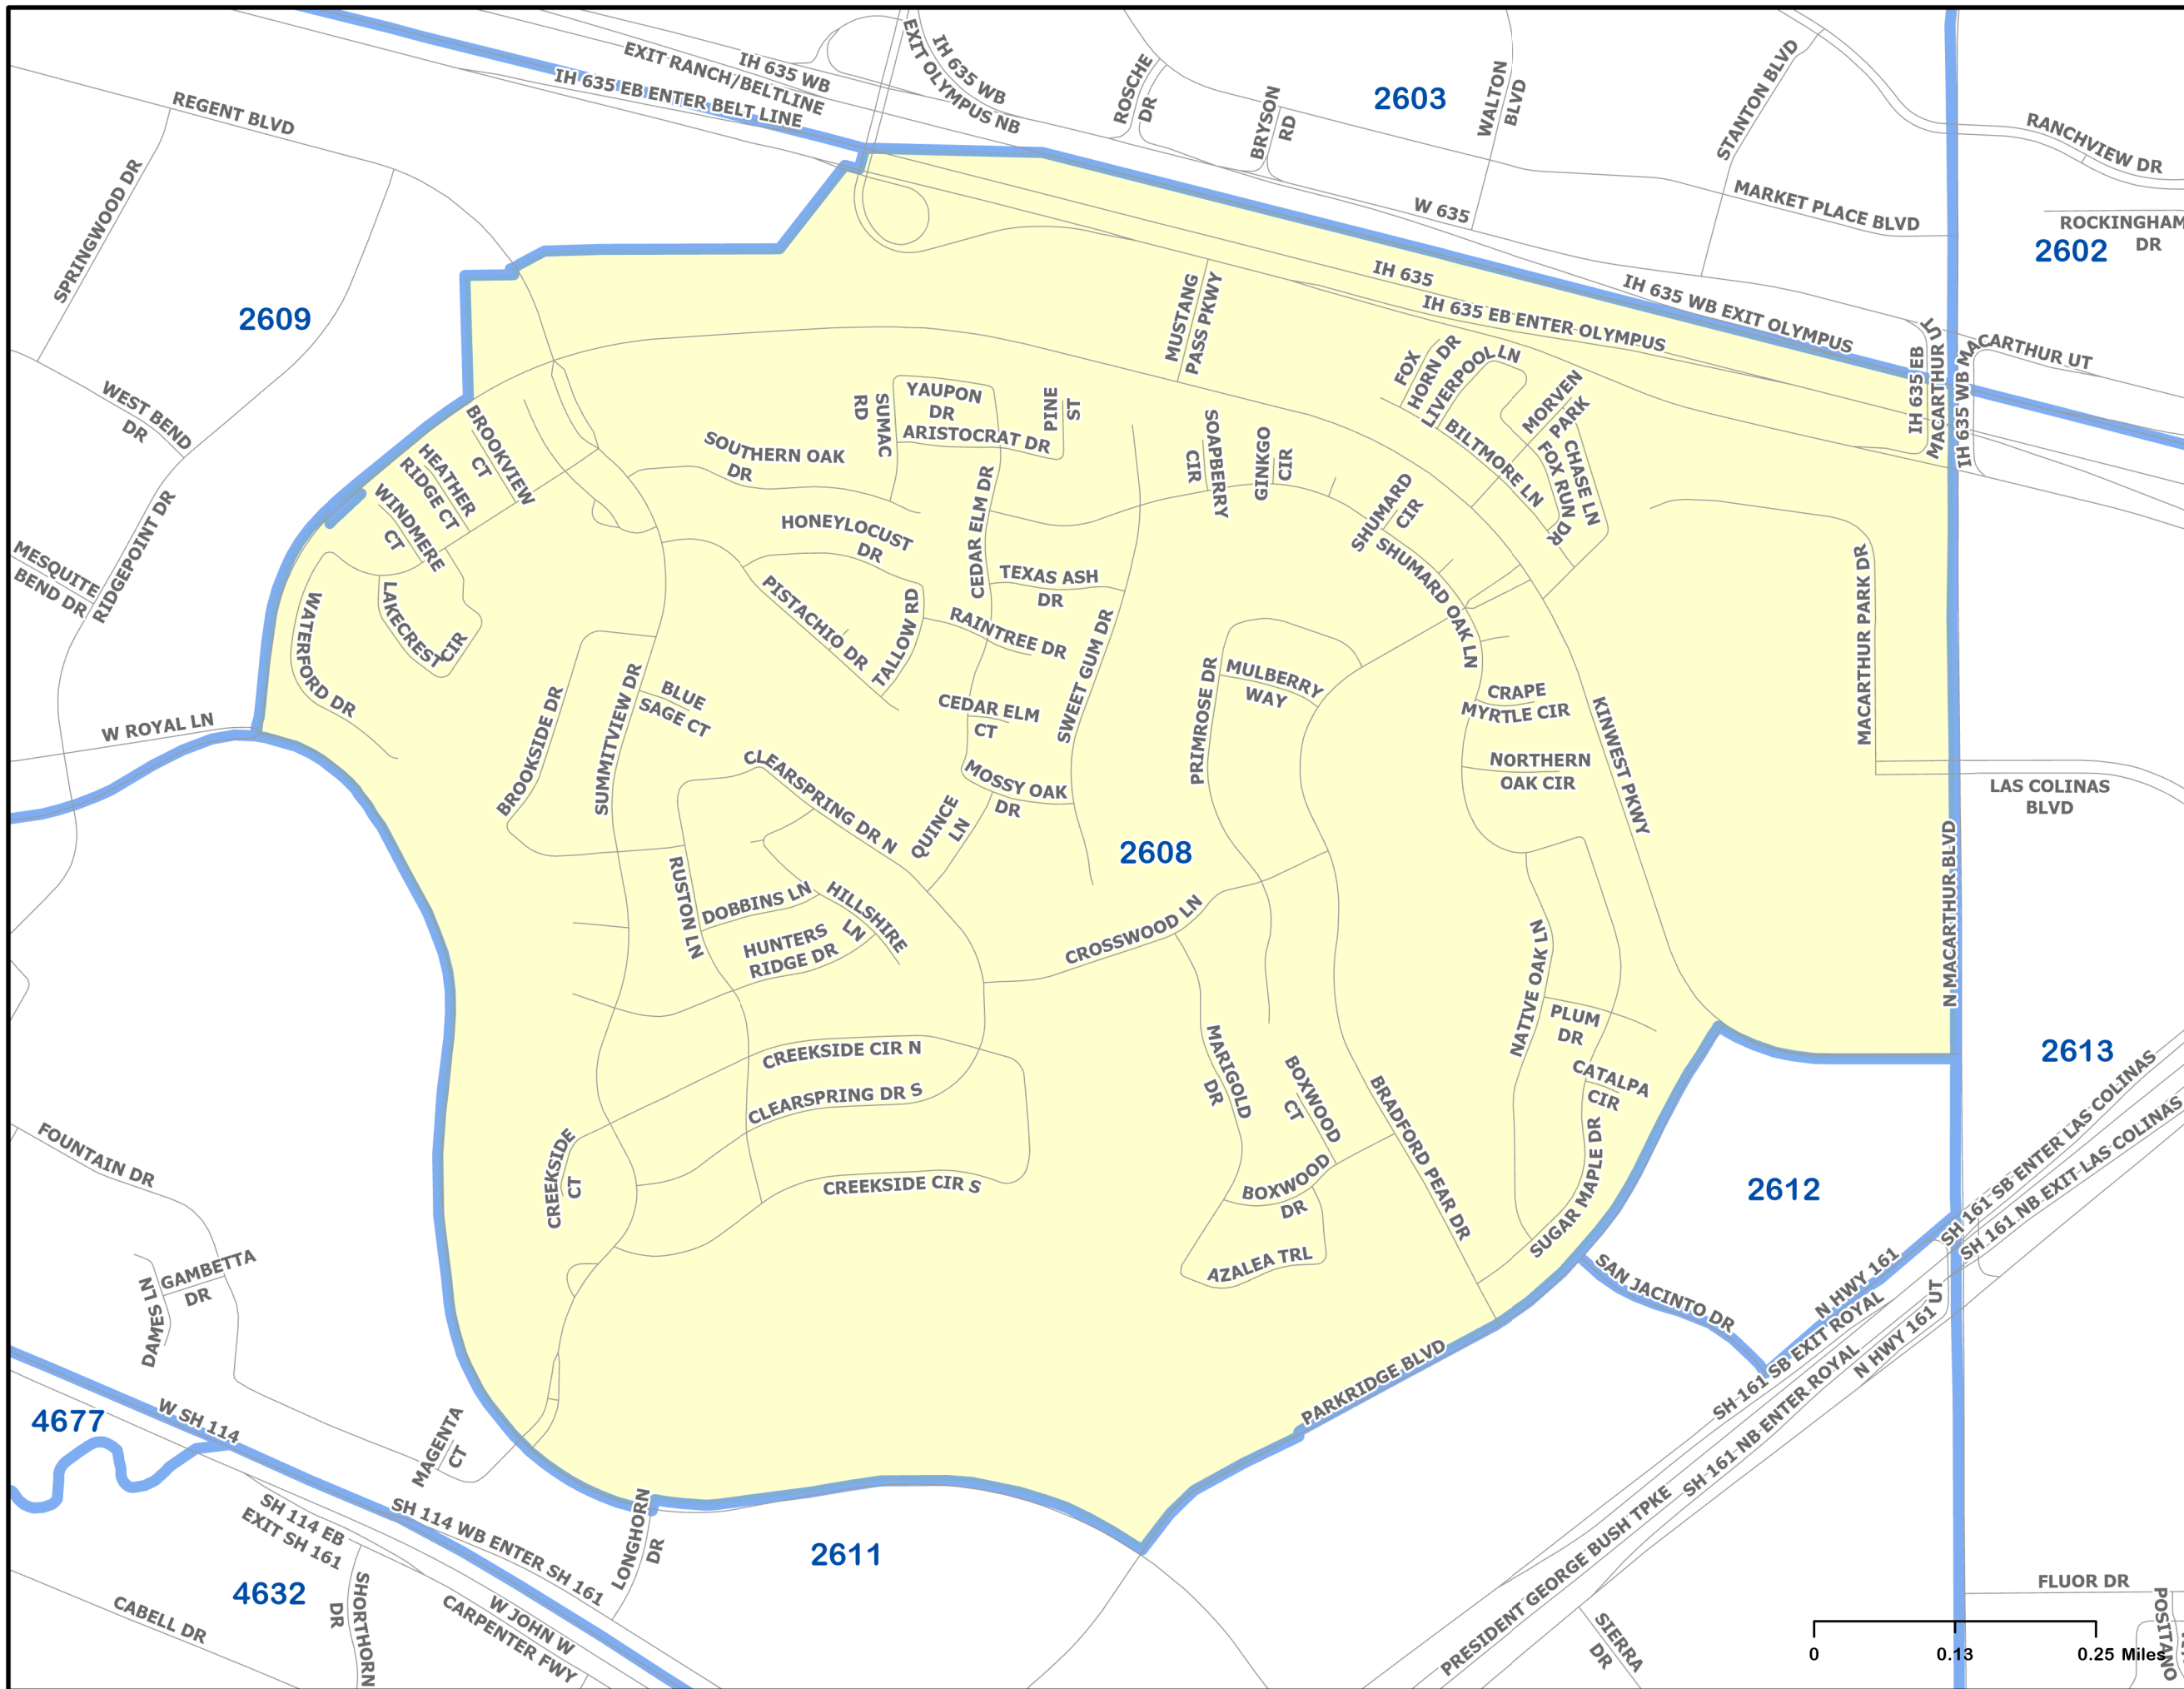 EXIT RANCH/BELTLINE
IH 635 WB
IH 635 EB ENTER BELT LINE
EXIT OLYMPUS NB
IH 635 WB
ROSCHE
DR
BRYSON
RD
2603
WALTON
BLVD
STANTON BLVD
RANCHVIEW DR
REGENT BLVD
SPRINGWOOD DR
W 635
MARKET PLACE BLVD
ROCKINGHAM
DR
2602
2609
MUSTANG
PASS PKWY
IH 635
IH 635 EB ENTER OLYMPUS
IH 635 WB EXIT OLYMPUS
IH 635 EB
MACARTHUR UT
IH 635 WB MACARTHUR UT
WEST BEND
DR
BROOKVIEW
CT
HEATHER
RIDGE CT
WINDMERE
CT
SUMAC
RD
YAUPON
DR
ARISTOCRAT DR
PINE
ST
SOUTHERN OAK
DR
SOAPBERRY
CIR
GINKGO
CIR
FOX
HORN DR
LIVERPOOL LN
MORVEN
PARK
BILTMORE LN
FOX RUN DR
CHASE LN
SHUMARD
CIR
SHUMARD OAK LN
MESQUITE
BEND DR
RIDGEPOINT DR
HONEYLOCUST
DR
CEDAR ELM DR
TEXAS ASH
DR
PISTACHIO DR
TALLOW RD
RAINTREE DR
SWEET GUM DR
WATERFORD DR
LAKECREST
CIR
MACARTHUR PARK DR
W ROYAL LN
BROOKSIDE DR
SUMMITVIEW DR
BLUE
SAGE CT
CEDAR ELM
CT
PRIMROSE DR
MULBERRY
WAY
CRAPE
MYRTLE CIR
NORTHERN
OAK CIR
KINWEST PKWY
CLEARSPRING DR N
MOSSY OAK
DR
QUINCE
LN
LAS COLINAS
BLVD
2608
N MACARTHUR BLVD
RUSTON LN
DOBBINS LN
HILLSHIRE
LN
HUNTERS
RIDGE DR
CROSSWOOD LN
NATIVE OAK LN
PLUM
DR
CATALPA
CIR
CREEKSIDE CIR N
CLEARSPRING DR S
CREEKSIDE CIR S
CREEKSIDE
CT
MARIGOLD
DR
BOXWOOD
CT
BOXWOOD
DR
AZALEA TRL
BRADFORD PEAR DR
SUGAR MAPLE DR
2613
2612
FOUNTAIN DR
GAMBETTA
DR
DAMES LN
SAN JACINTO DR
N HWY 161
SH 161 SB ENTER LAS COLINAS
SH 161 NB EXIT LAS COLINAS
SH 161 SB EXIT ROYAL
N HWY 161
UT
SH 161 NB ENTER ROYAL
PRESIDENT GEORGE BUSH TPKE
PARKRIDGE BLVD
4677
W SH 114
MAGENTA
CT
SH 114 EB
EXIT SH 161
SH 114 WB ENTER SH 161
LONGHORN
DR
2611
4632
SHORTHORN
DR
CABELL DR
W JOHN W
CARPENTER FWY
SIERRA
DR
FLUOR DR
POSITANO
0
0.13
0.25 Miles